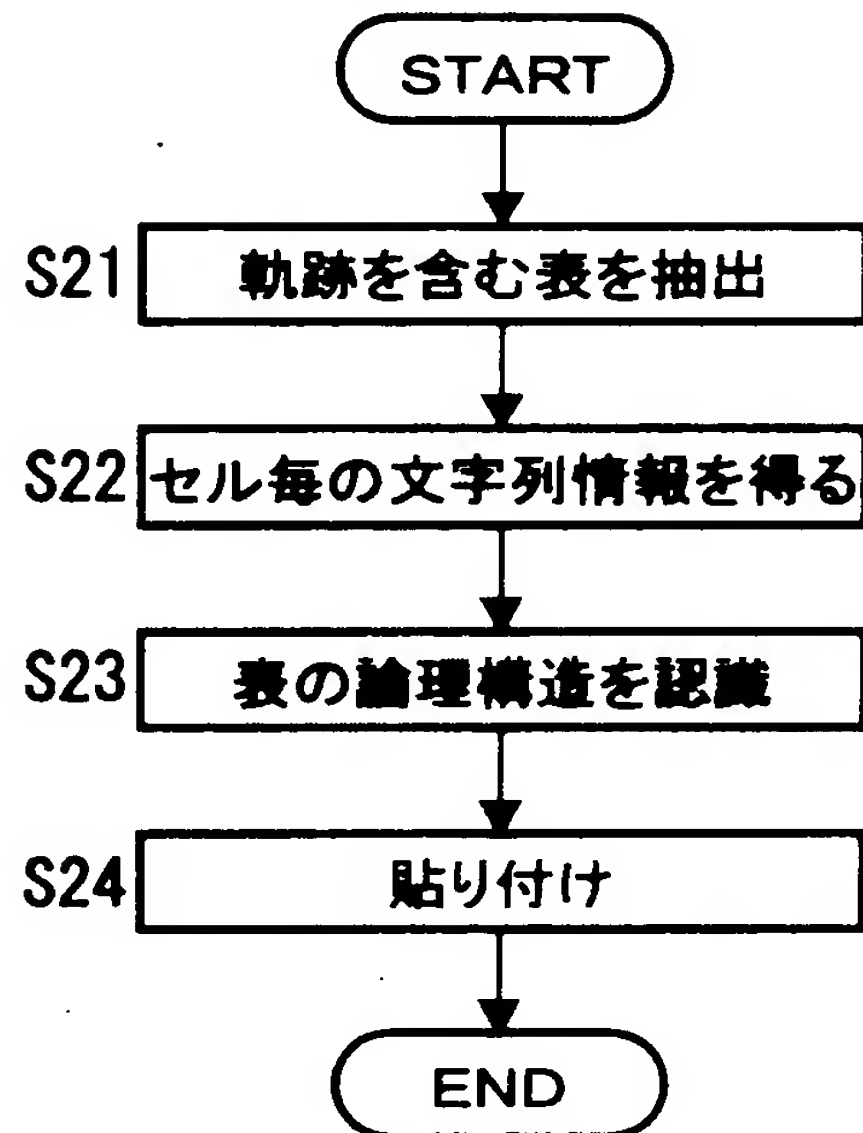 START
S21 軌跡を含む表を抽出
S22 セル毎の文字列情報を得る
S23 表の論理構造を認識
S24 貼り付け
END